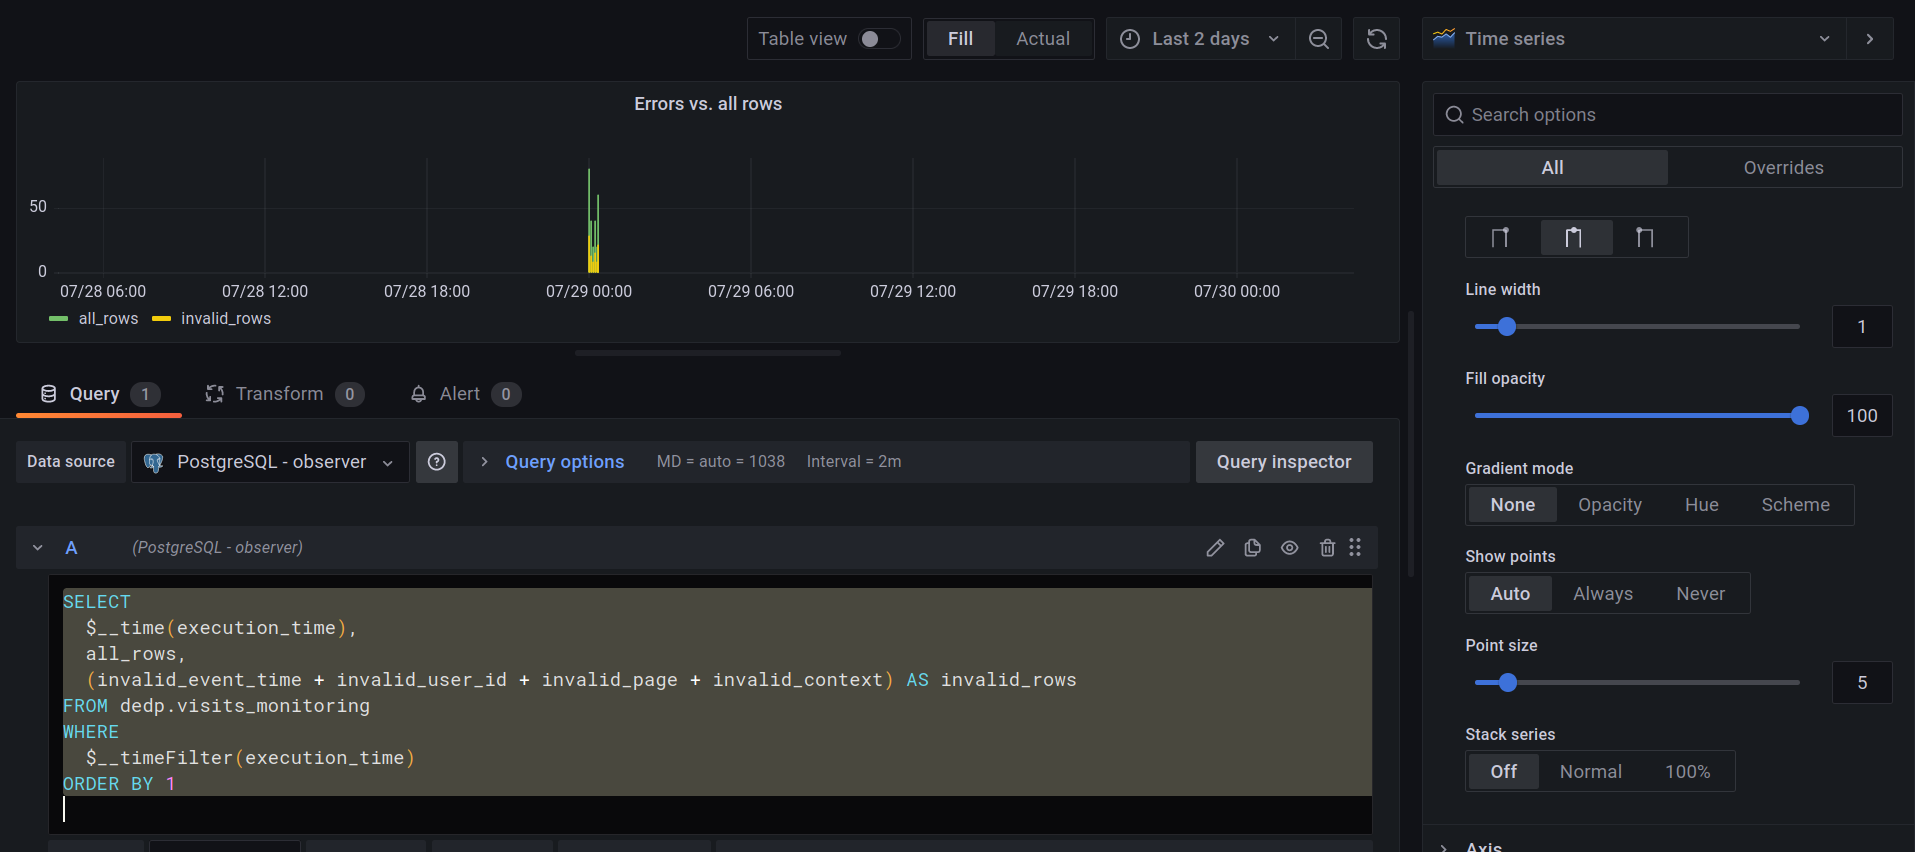 Table view
Fill Actual
Last 2 days
Time series
Errors vs. all rows
50
0
07/28 06:00 07/28 12:00 07/28 18:00 07/29 00:00 07/29 06:00 07/29 12:00 07/29 18:00 07/30 00:00
all_rows invalid_rows
Query 1 Transform 0 Alert 0
Data source PostgreSQL - observer Query options MD = auto = 1038 Interval = 2m Query inspector
A (PostgreSQL - observer)
SELECT
$__time(execution_time),
all_rows,
(invalid_event_time + invalid_user_id + invalid_page + invalid_context) AS invalid_rows
FROM dedp.visits_monitoring
WHERE
$__timeFilter(execution_time)
ORDER BY 1
Search options
All Overrides
Line width
1
Fill opacity
100
Gradient mode
None Opacity Hue Scheme
Show points
Auto Always Never
Point size
5
Stack series
Off Normal 100%
Axis